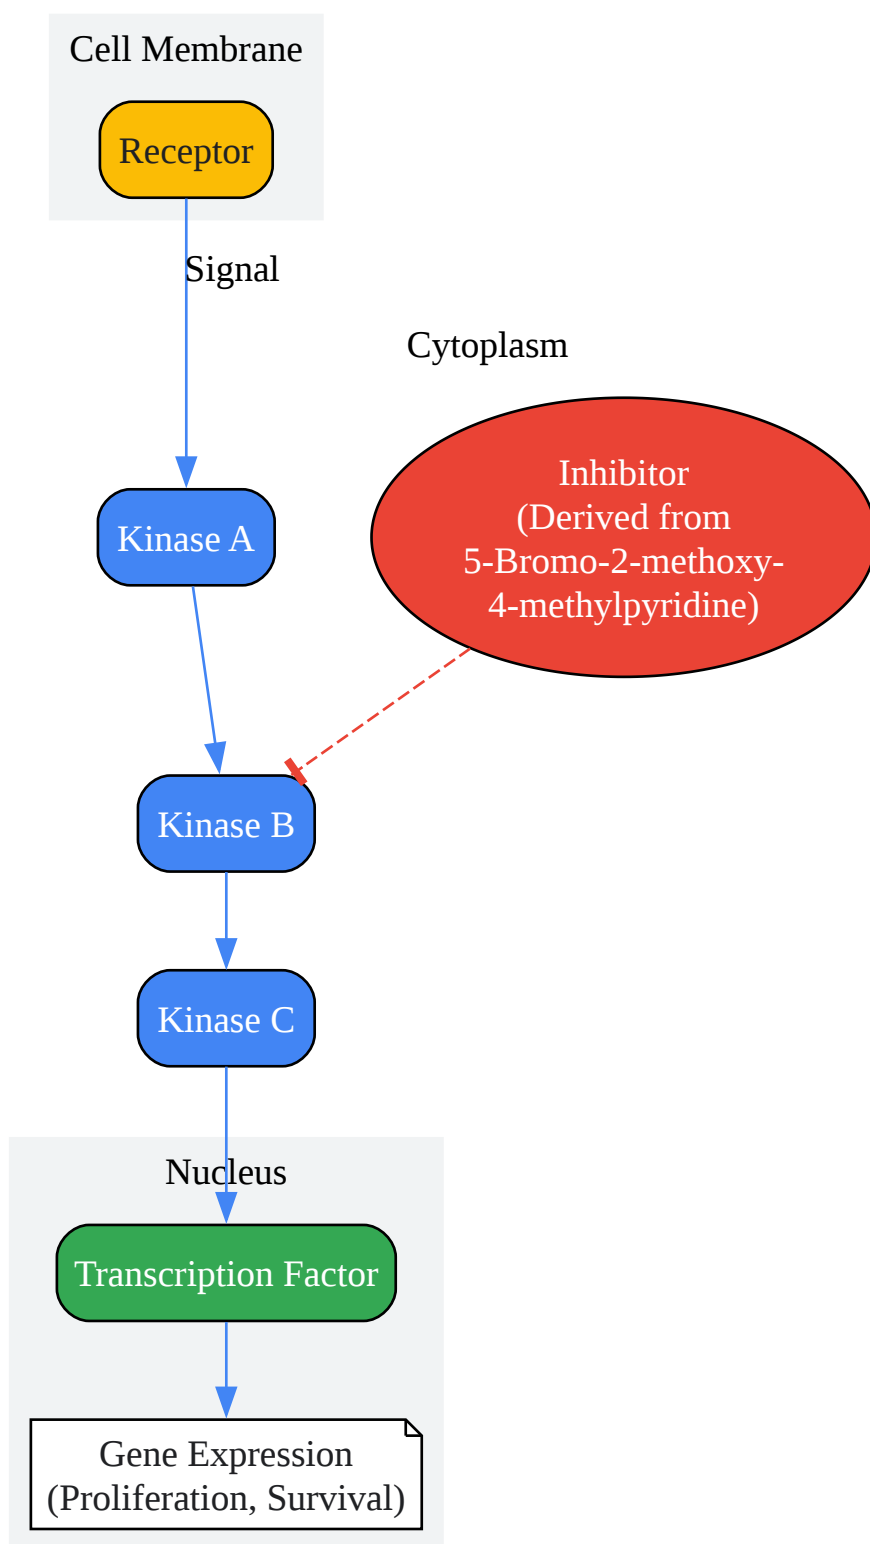 Cell Membrane
Receptor
Signal
Cytoplasm
Inhibitor
(Derived from
5-Bromo-2-methoxy-
4-methylpyridine)
Kinase A
Kinase B
Kinase C
Nucleus
Transcription Factor
Gene Expression
(Proliferation, Survival)